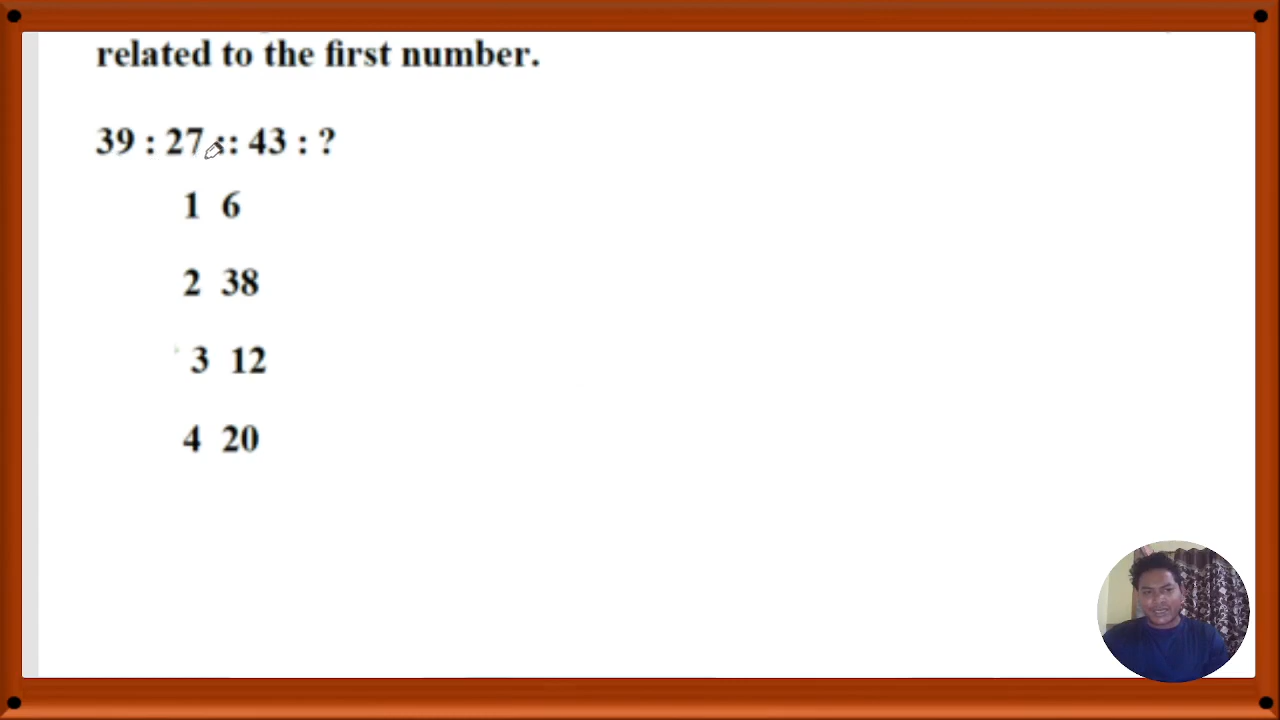 related to the first number.
39 : 27 :: 43 : ?
1 6
2 38
3 12
4 20